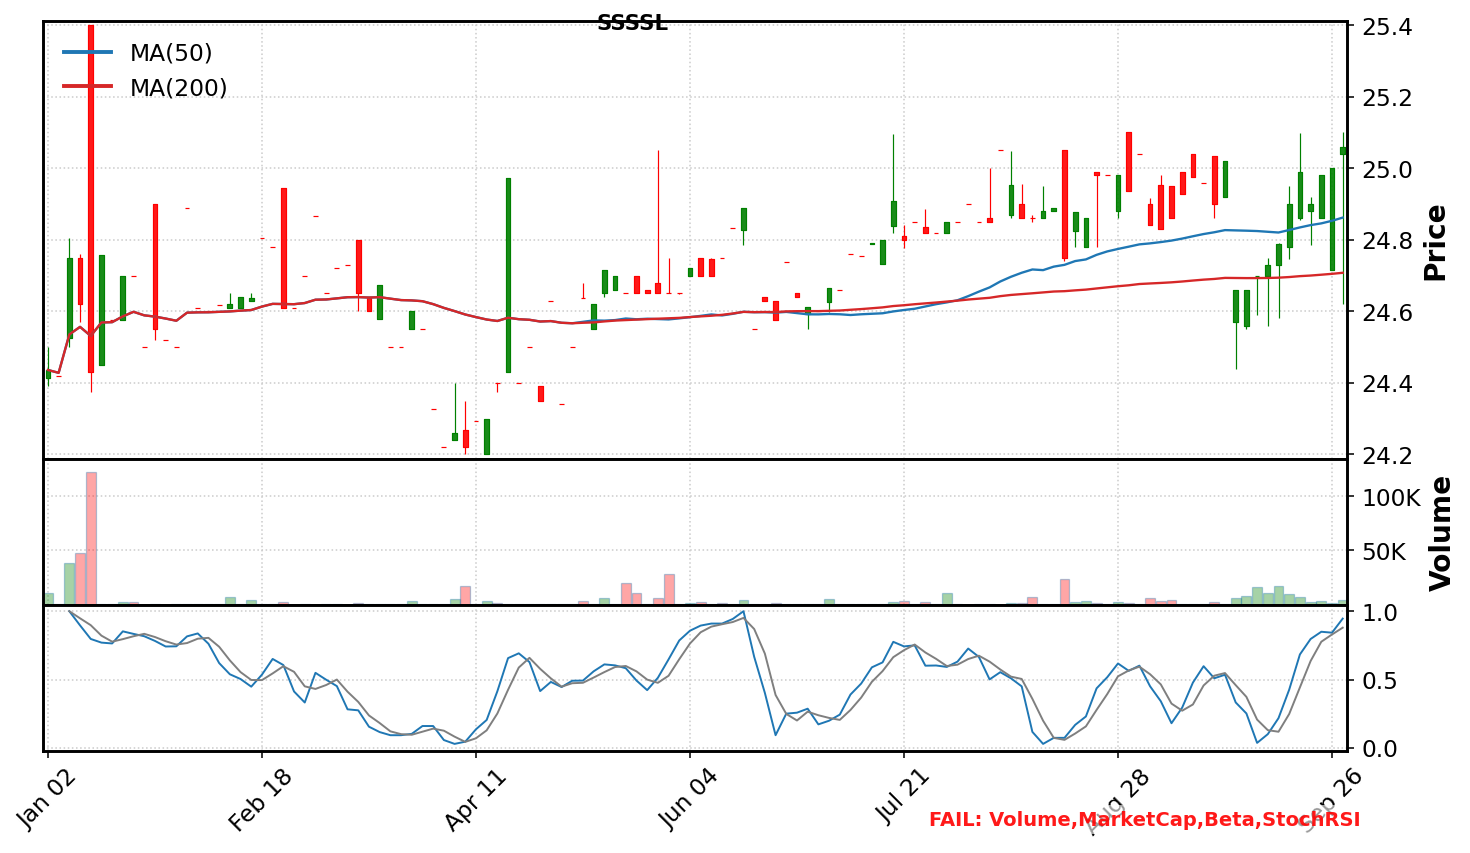 SSSSL
MA(50)
MA(200)
25.4
25.2
25.0
24.8
24.6
24.4
24.2
Price
100K
50K
Volume
1.0
0.5
0.0
Jan 02
Feb 18
Apr 11
Jun 04
Jul 21
Aug 28
Sep 26
FAIL: Volume,MarketCap,Beta,StochRSI